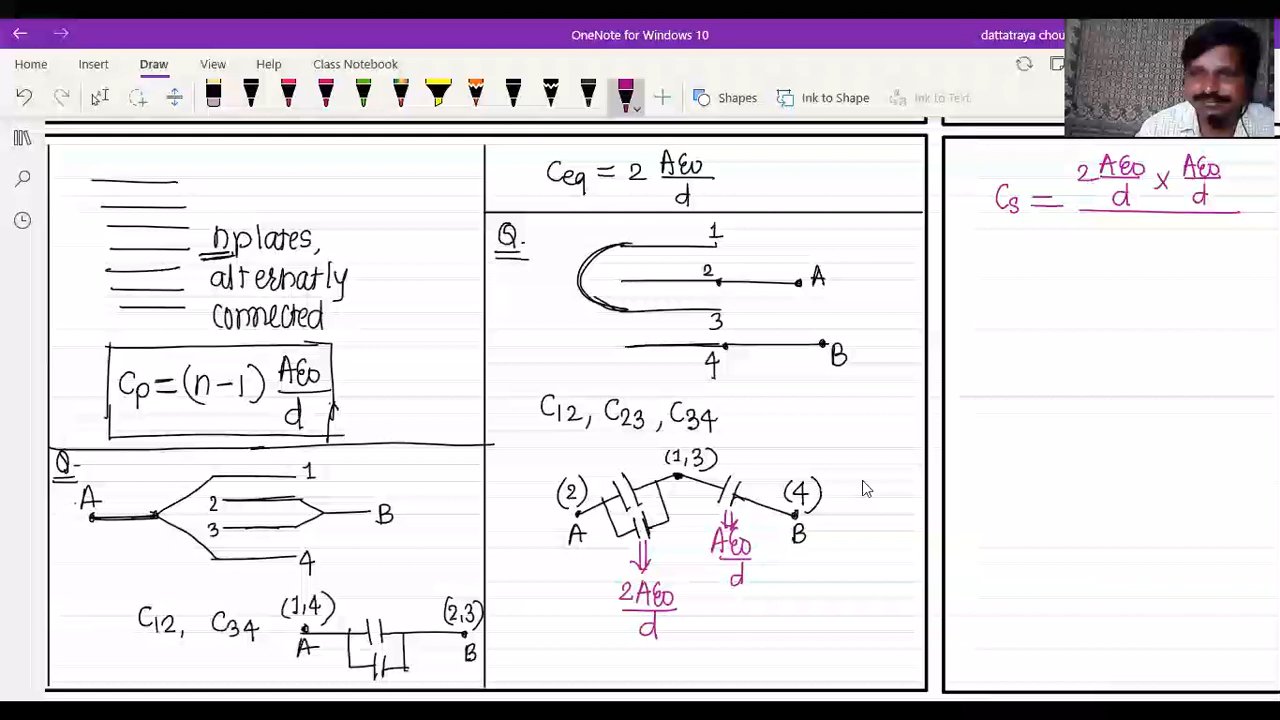 OneNote for Windows 10
dattatraya chou
Home Insert Draw View Help Class Notebook
Shapes Ink to Shape Ink to Text
n plates,
alternatly
connected
Cp = (n-1) Aε0/d
Q.
A
1
2
3
4
B
C12, C34
(1,4)
A
(2,3)
B
Ceq = 2 Aε0/d
Q.
1
2
A
3
4
B
C12, C23, C34
(1,3)
(2)
A
(4)
B
Aε0/d
2Aε0/d
Cs = 2 Aε0/d × Aε0/d